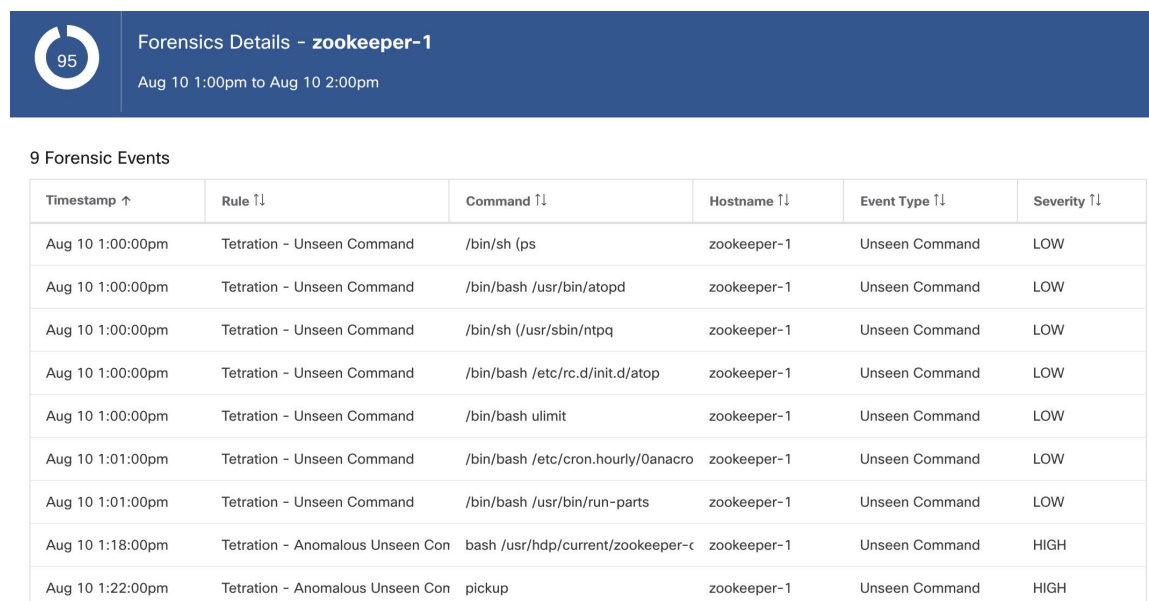 95
Forensics Details - zookeeper-1
Aug 10 1:00pm to Aug 10 2:00pm
9 Forensic Events
Timestamp ↑ Rule ↑↓ Command ↑↓ Hostname ↑↓ Event Type ↑↓ Severity ↑↓
Aug 10 1:00:00pm Tetration - Unseen Command /bin/sh (ps zookeeper-1 Unseen Command LOW
Aug 10 1:00:00pm Tetration - Unseen Command /bin/bash /usr/bin/atopd zookeeper-1 Unseen Command LOW
Aug 10 1:00:00pm Tetration - Unseen Command /bin/sh (/usr/sbin/ntpq zookeeper-1 Unseen Command LOW
Aug 10 1:00:00pm Tetration - Unseen Command /bin/bash /etc/rc.d/init.d/atop zookeeper-1 Unseen Command LOW
Aug 10 1:00:00pm Tetration - Unseen Command /bin/bash ulimit zookeeper-1 Unseen Command LOW
Aug 10 1:01:00pm Tetration - Unseen Command /bin/bash /etc/cron.hourly/0anacro zookeeper-1 Unseen Command LOW
Aug 10 1:01:00pm Tetration - Unseen Command /bin/bash /usr/bin/run-parts zookeeper-1 Unseen Command LOW
Aug 10 1:18:00pm Tetration - Anomalous Unseen Con bash /usr/hdp/current/zookeeper-c zookeeper-1 Unseen Command HIGH
Aug 10 1:22:00pm Tetration - Anomalous Unseen Con pickup zookeeper-1 Unseen Command HIGH